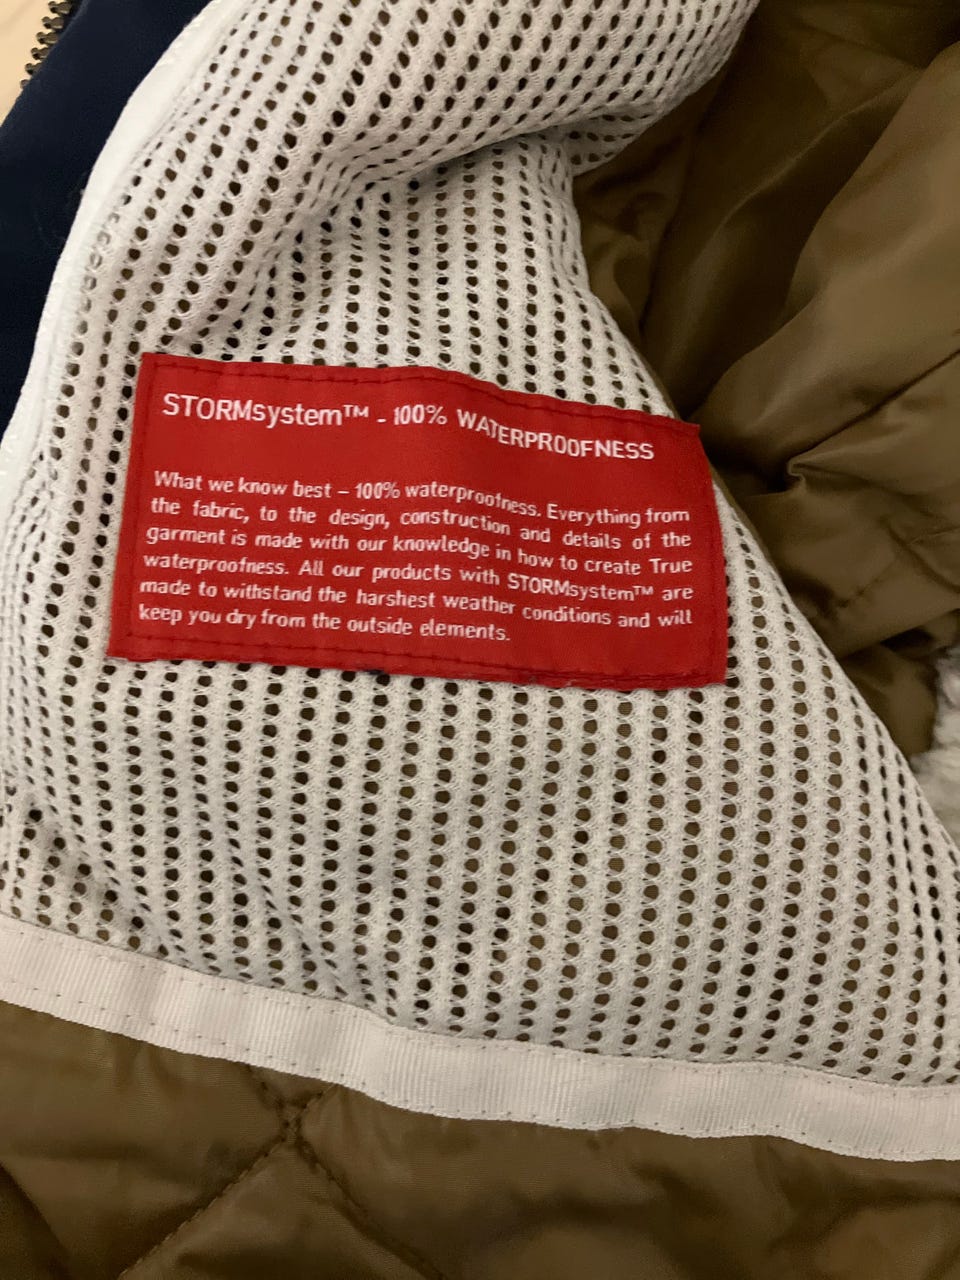 STORMsystem™ - 100% WATERPROOFNESS
What we know best – 100% waterproofness. Everything from
the fabric, to the design, construction and details of the
garment is made with our knowledge in how to create True
waterproofness. All our products with STORMsystem™ are
made to withstand the harshest weather conditions and will
keep you dry from the outside elements.